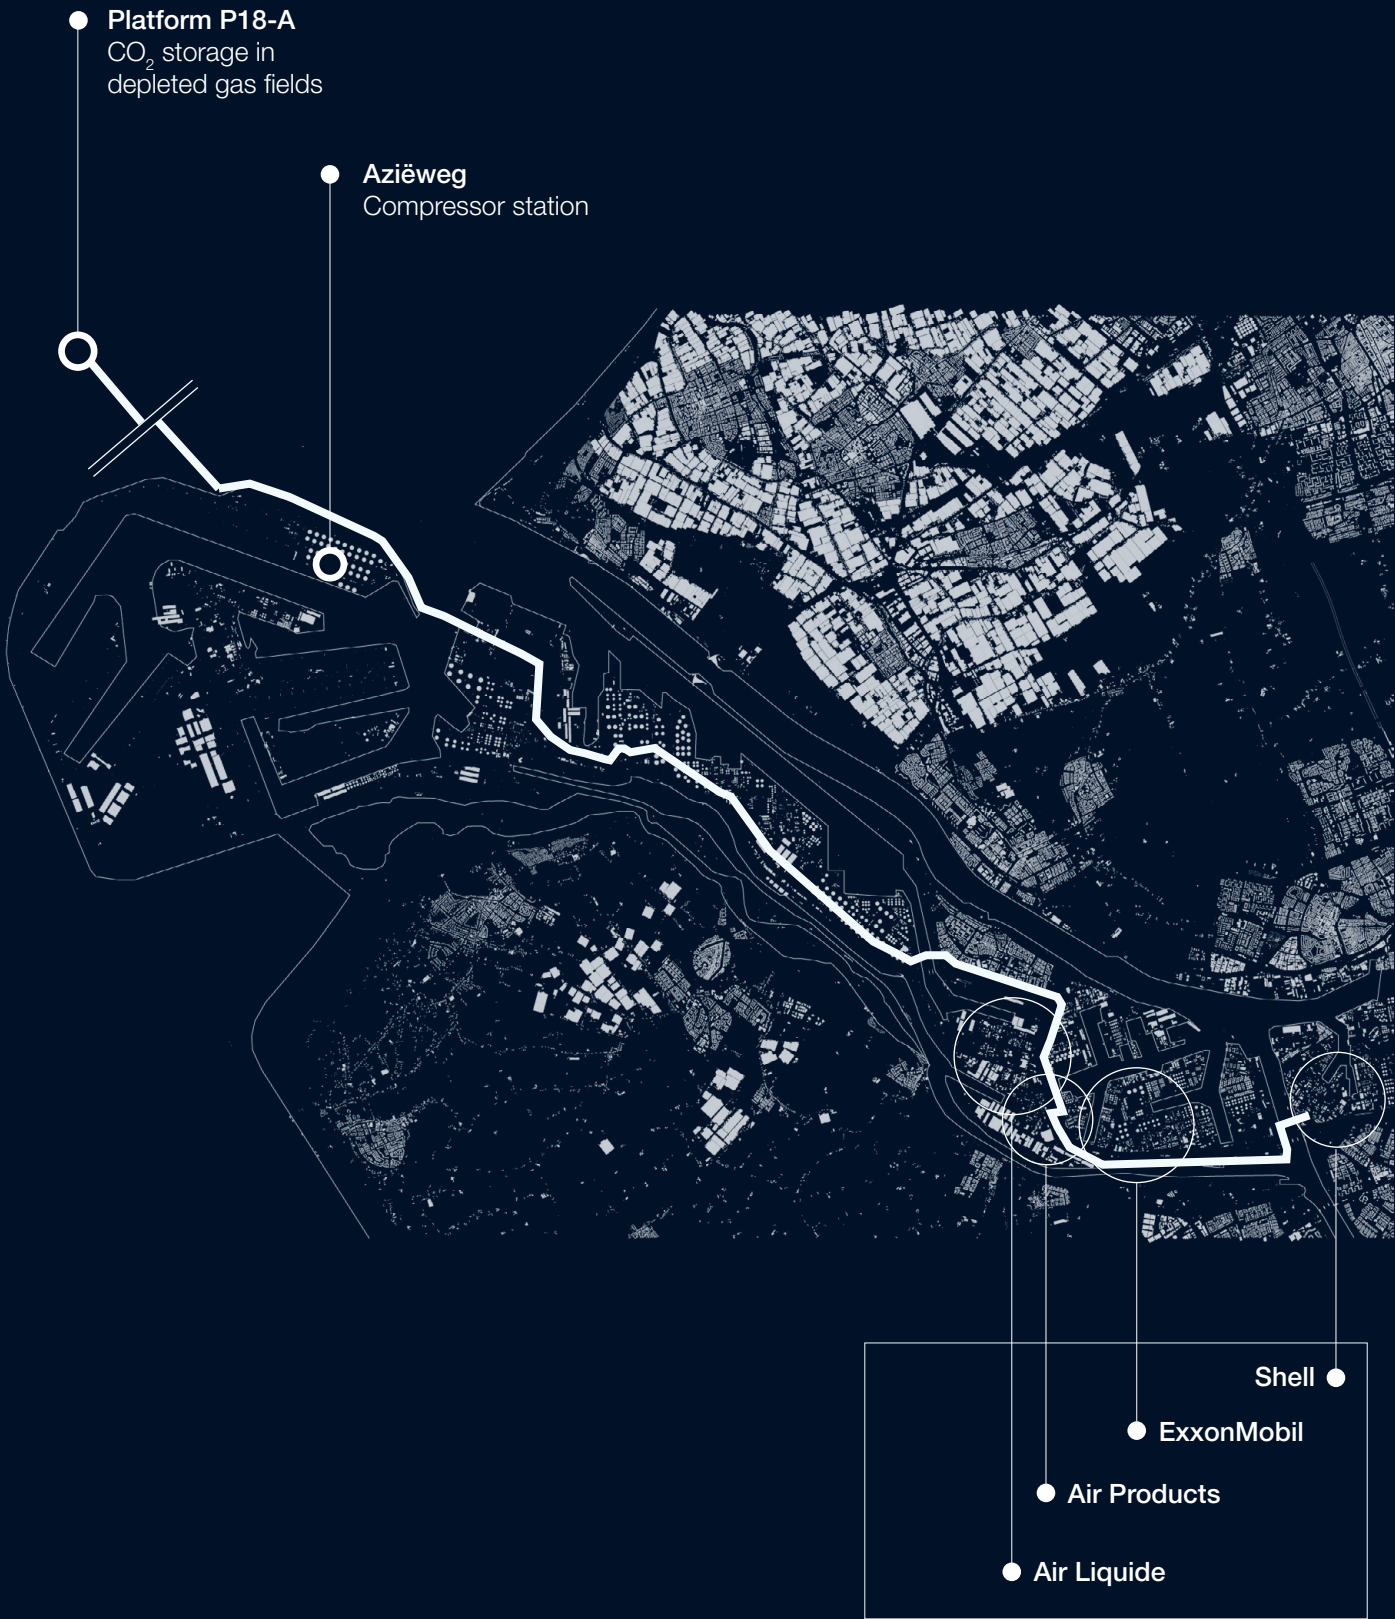 Platform P18-A
CO₂ storage in
depleted gas fields
Aziëweg
Compressor station
Shell
ExxonMobil
Air Products
Air Liquide